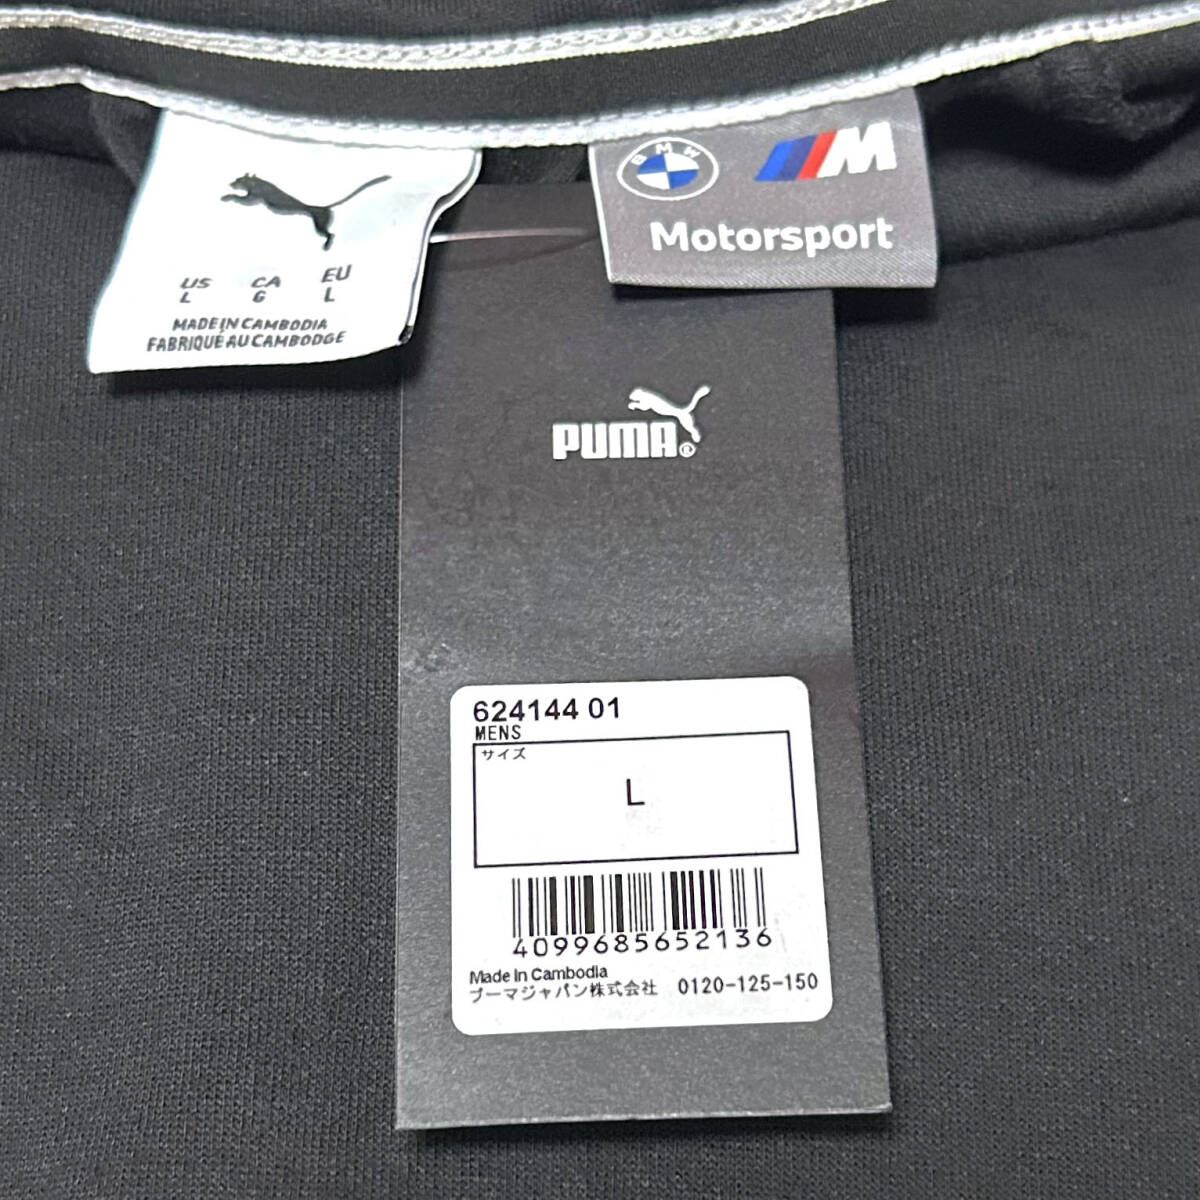 US CA EU
L G L
MADE IN CAMBODIA
FABRIQUÉ AU CAMBODGE
BMW
M
Motorsport
PUMA®
624144 01
MENS
サイズ
L
4099685652136
Made In Cambodia
プーマジャパン株式会社 0120-125-150